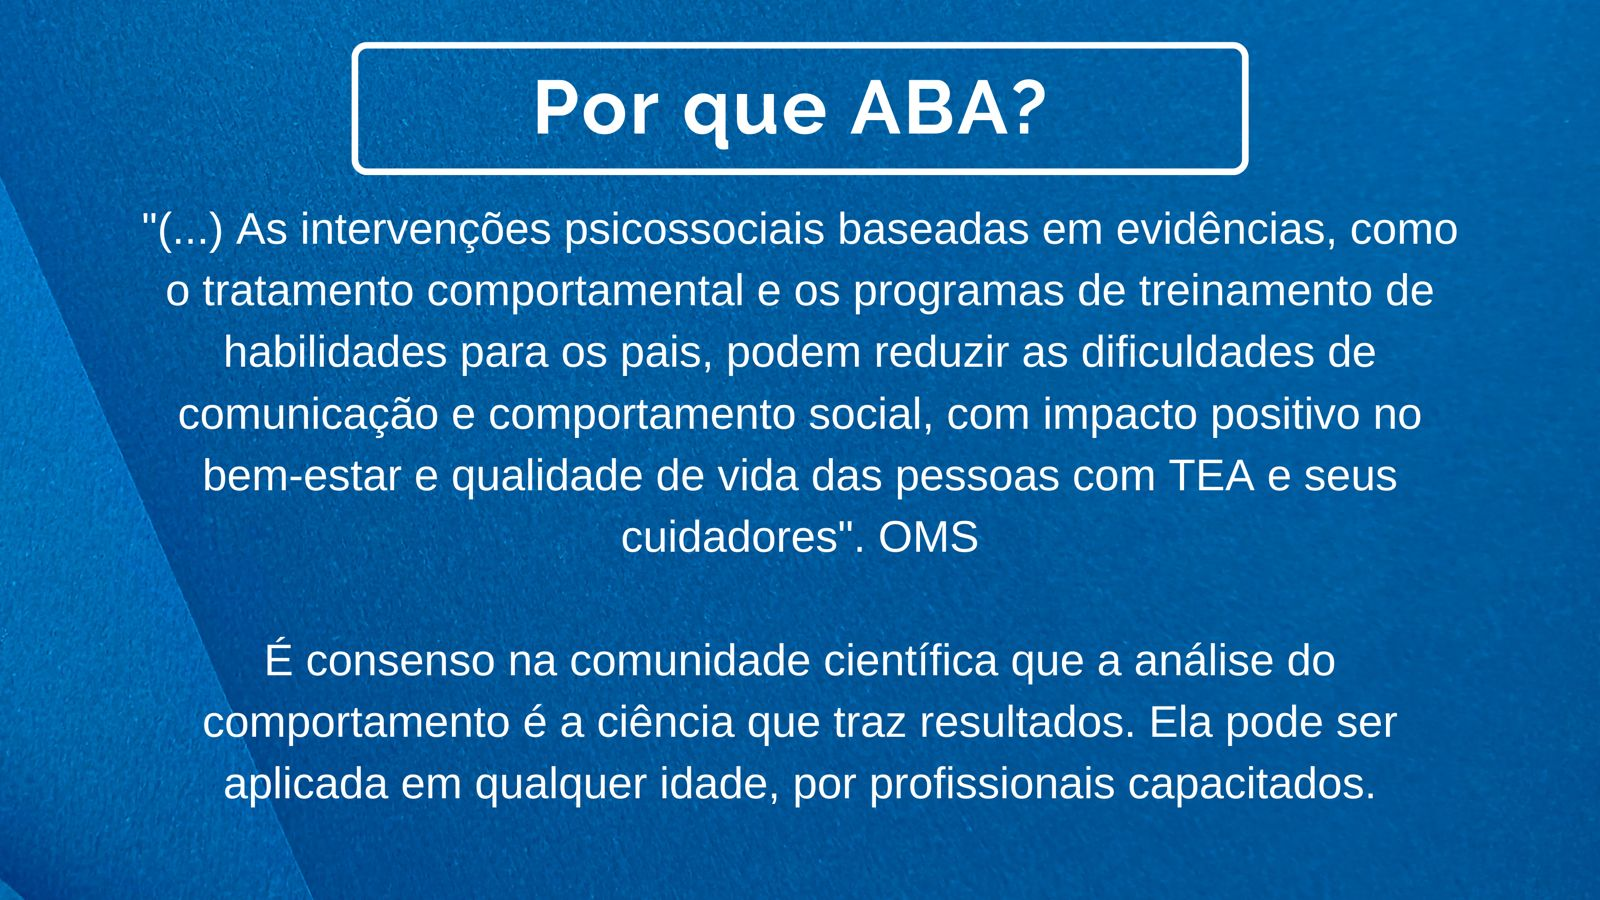 Por que ABA?
"(...) As intervenções psicossociais baseadas em evidências, como
o tratamento comportamental e os programas de treinamento de
habilidades para os pais, podem reduzir as dificuldades de
comunicação e comportamento social, com impacto positivo no
bem-estar e qualidade de vida das pessoas com TEA e seus
cuidadores". OMS
É consenso na comunidade científica que a análise do
comportamento é a ciência que traz resultados. Ela pode ser
aplicada em qualquer idade, por profissionais capacitados.